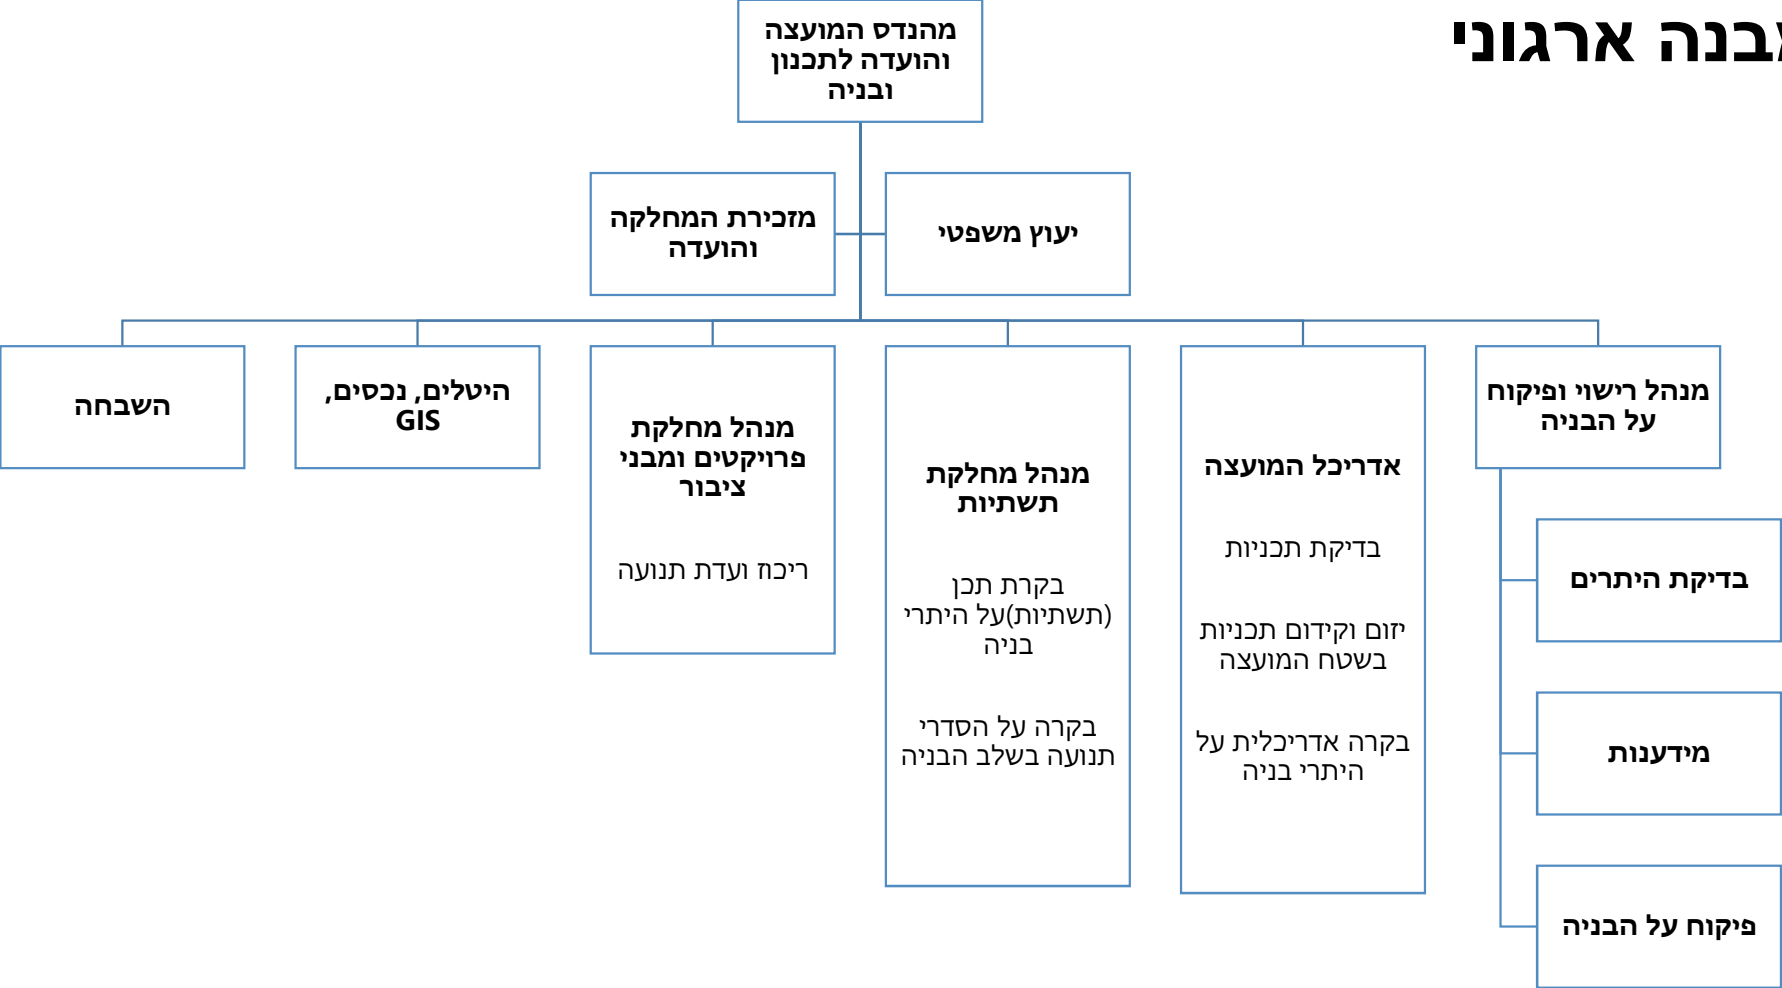 מבנה ארגוני
מהנדס המועצה
והועדה לתכנון
ובניה
יעוץ משפטי
מזכירת המחלקה
והועדה
מנהל רישוי ופיקוח
על הבניה
בדיקת היתרים
מידענות
פיקוח על הבניה
אדריכל המועצה
בדיקת תכניות
יזום וקידום תכניות
בשטח המועצה
בקרה אדריכלית על
היתרי בניה
מנהל מחלקת
תשתיות
בקרת תכן
(תשתיות)על היתרי
בניה
בקרה על הסדרי
תנועה בשלב הבניה
מנהל מחלקת
פרויקטים ומבני
ציבור
ריכוז ועדת תנועה
היטלים, נכסים,
GIS
השבחה